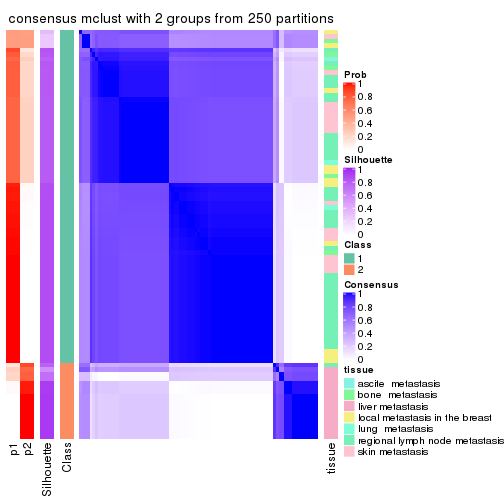 consensus mclust with 2 groups from 250 partitions
Prob
1
0.8
0.6
0.4
0.2
0
Silhouette
1
0.8
0.6
0.4
0.2
0
Class
1
2
Consensus
1
0.8
0.6
0.4
0.2
0
tissue
ascite metastasis
bone metastasis
liver metastasis
local metastasis in the breast
lung metastasis
regional lymph node metastasis
skin metastasis
p1
p2
Silhouette
Class
tissue